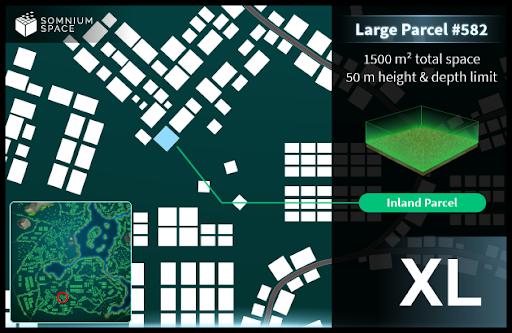 SOMNIUM
SPACE
Large Parcel #582
1500 m² total space
50 m height & depth limit
Inland Parcel
XL